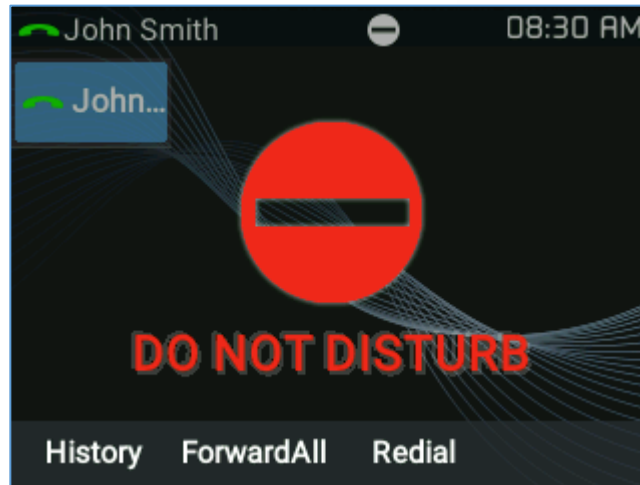 John Smith 08:30 AM
John...
DO NOT DISTURB
History ForwardAll Redial